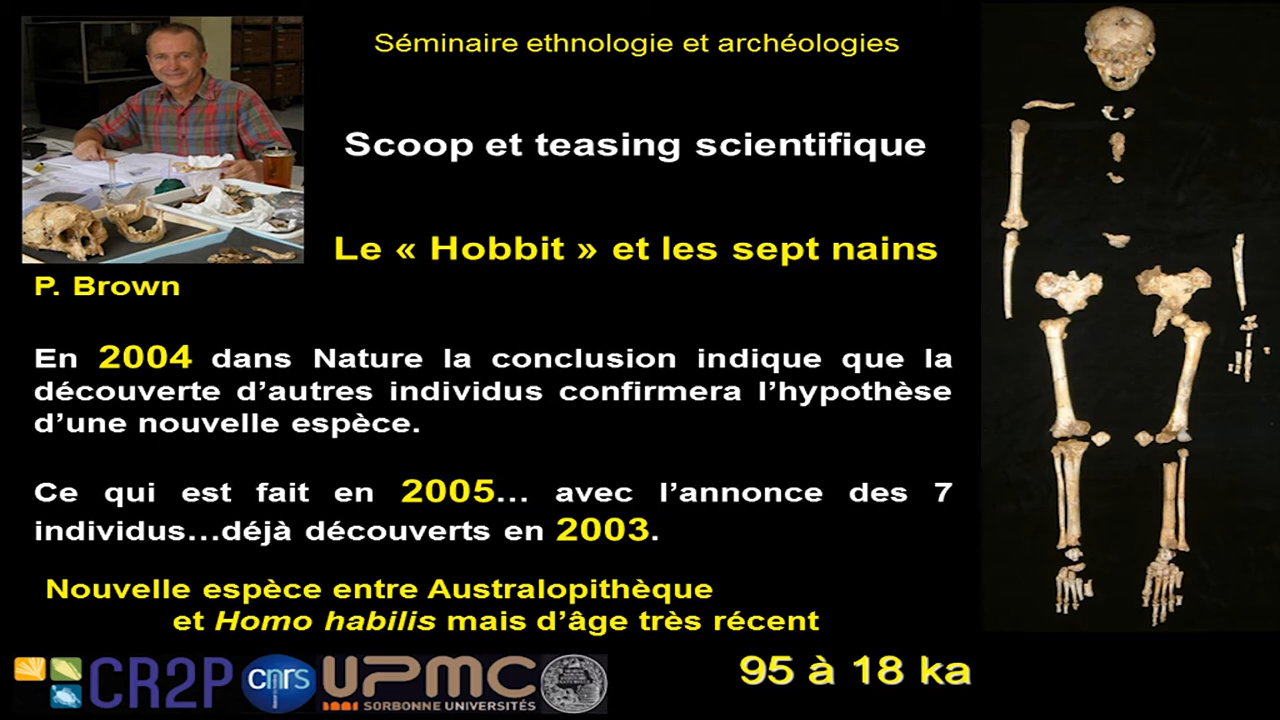 Séminaire ethnologie et archéologies
Scoop et teasing scientifique
Le « Hobbit » et les sept nains
P. Brown
En 2004 dans Nature la conclusion indique que la
découverte d’autres individus confirmera l’hypothèse
d’une nouvelle espèce.
Ce qui est fait en 2005… avec l’annonce des 7
individus…déjà découverts en 2003.
Nouvelle espèce entre Australopithèque
et Homo habilis mais d’âge très récent
95 à 18 ka
CR2P
cnrs
UPMC
SORBONNE UNIVERSITÉS